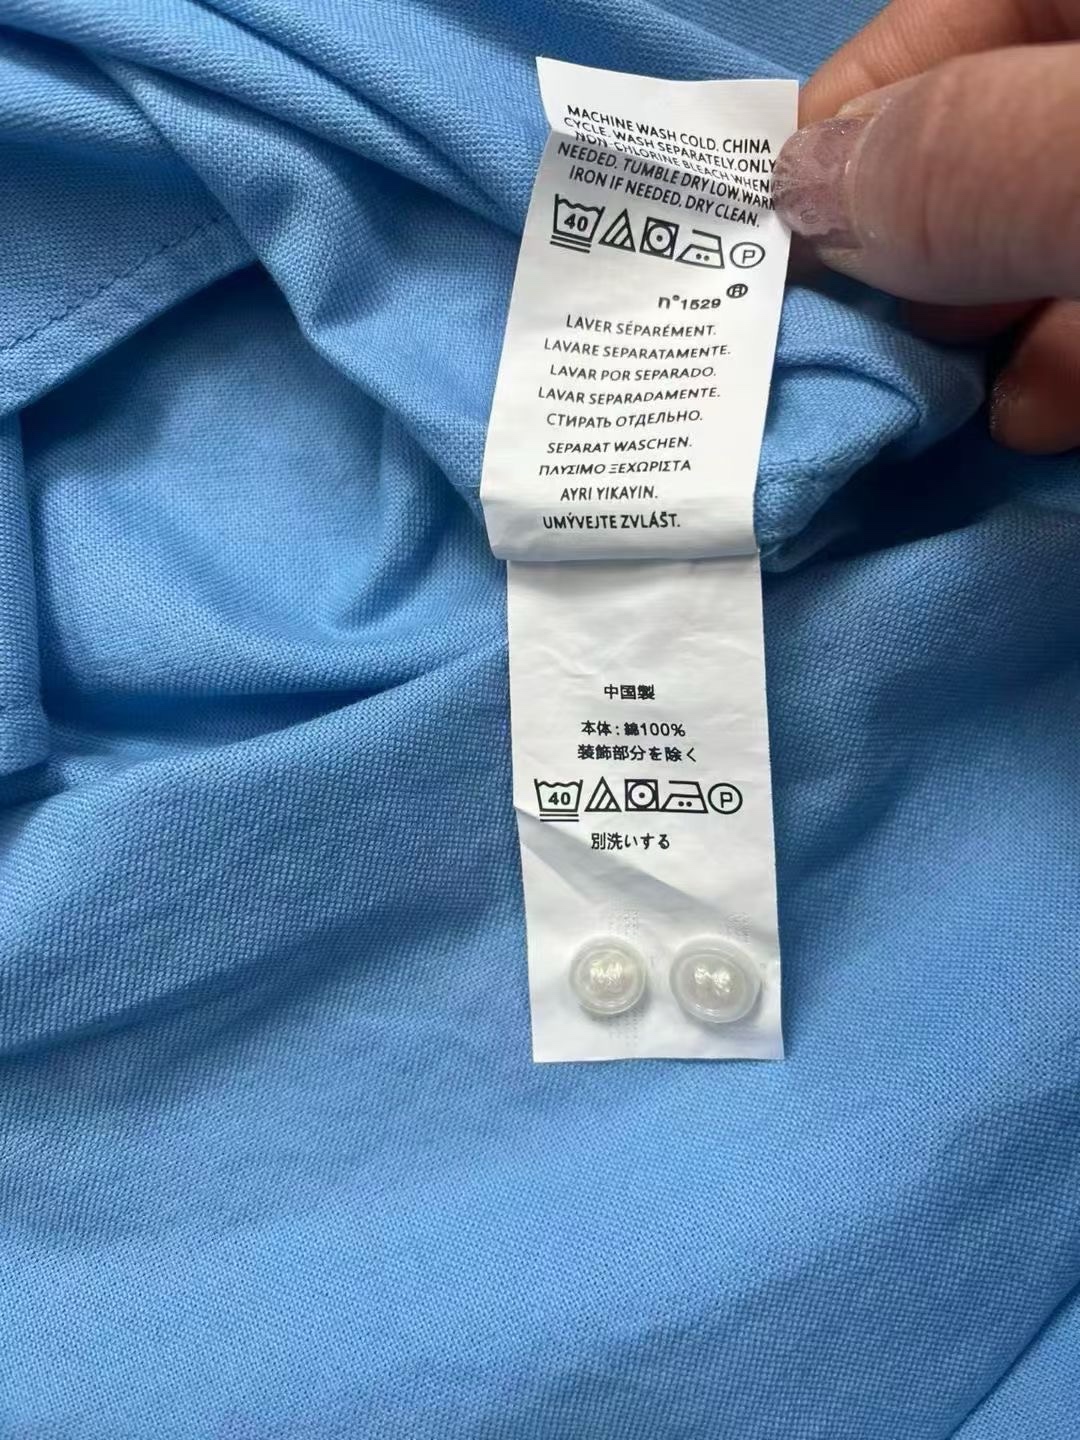 MACHINE WASH COLD. CHINA
CYCLE. WASH SEPARATELY.ONLY
NON-CHLORINE BLEACH WHEN
NEEDED. TUMBLE DRY LOW.WARM
IRON IF NEEDED. DRY CLEAN.
40 P
n°1529 H
LAVER SÉPARÉMENT.
LAVARE SEPARATAMENTE.
LAVAR POR SEPARADO.
LAVAR SEPARADAMENTE.
СТИРАТЬ ОТДЕЛЬНО.
SEPARAT WASCHEN.
ΠΛΥΣΙΜΟ ΞΕΧΩΡΙΣΤΑ
AYRI YIKAYIN.
UMÝVEJTE ZVLÁŠT.
中国製
本体:綿100%
装飾部分を除く
40 P
別洗いする